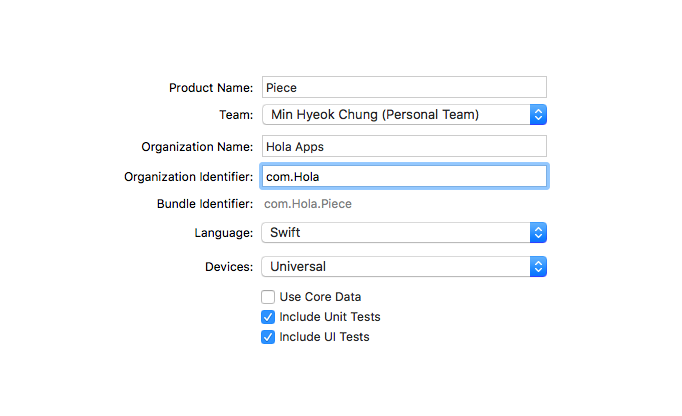 Product Name: Piece
Team: Min Hyeok Chung (Personal Team)
Organization Name: Hola Apps
Organization Identifier: com.Hola
Bundle Identifier: com.Hola.Piece
Language: Swift
Devices: Universal
Use Core Data
Include Unit Tests
Include UI Tests